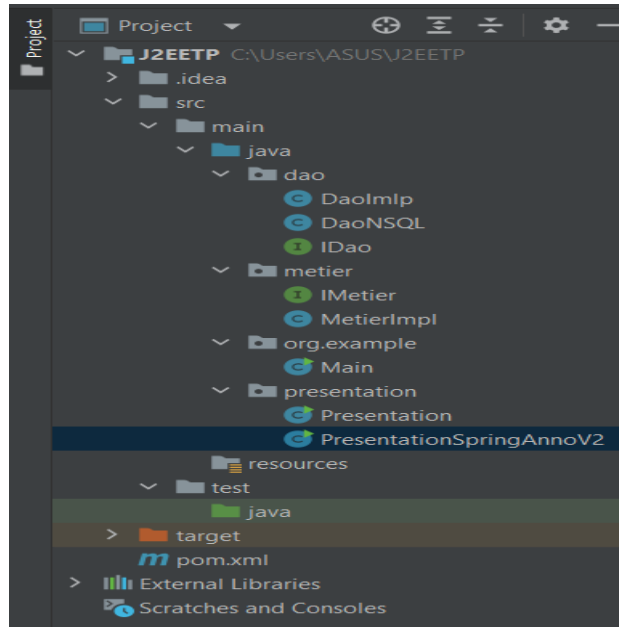 Project
Project
J2EETP C:\Users\ASUS\J2EETP
.idea
src
main
java
dao
C DaoImlp
C DaoNSQL
I IDao
metier
I IMetier
C MetierImpl
org.example
C Main
presentation
C Presentation
C PresentationSpringAnnoV2
resources
test
java
target
m pom.xml
External Libraries
Scratches and Consoles